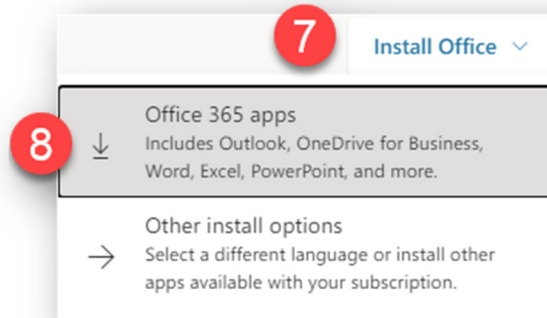 7
Install Office
8
Office 365 apps
Includes Outlook, OneDrive for Business,
Word, Excel, PowerPoint, and more.
Other install options
Select a different language or install other
apps available with your subscription.